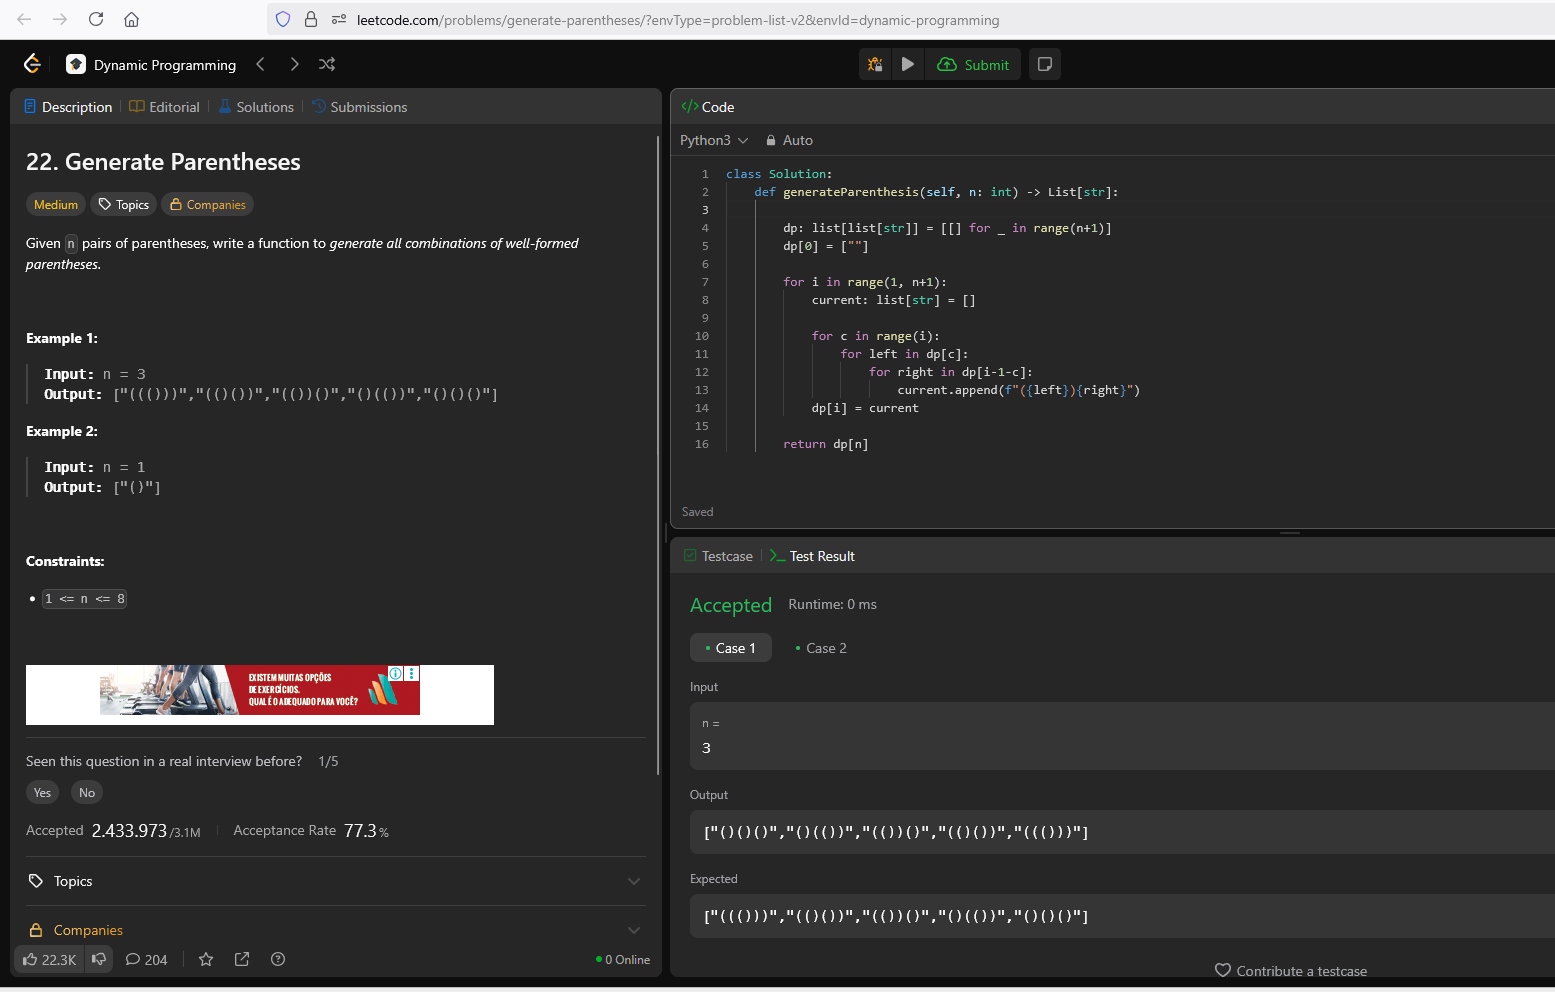 leetcode.com/problems/generate-parentheses/?envType=problem-list-v2&envId=dynamic-programming
Dynamic Programming
Submit
Description
Editorial
Solutions
Submissions
22. Generate Parentheses
Medium
Topics
Companies
Given n pairs of parentheses, write a function to generate all combinations of well-formed
parentheses.
Example 1:
Input: n = 3
Output: ["((()))","(()())","(())()","()(())","()()()"]
Example 2:
Input: n = 1
Output: ["()"]
Constraints:
• 1 <= n <= 8
EXISTEM MUITAS OPÇÕES
DE EXERCÍCIOS.
QUAL É O ADEQUADO PARA VOCÊ?
Seen this question in a real interview before? 1/5
Yes No
Accepted 2.433.973/3.1M Acceptance Rate 77.3%
Topics
Companies
22.3K 204 0 Online
</> Code
Python3 Auto
1 class Solution:
2     def generateParenthesis(self, n: int) -> List[str]:
3
4         dp: list[list[str]] = [[] for _ in range(n+1)]
5         dp[0] = [""]
6
7         for i in range(1, n+1):
8             current: list[str] = []
9
10             for c in range(i):
11                 for left in dp[c]:
12                     for right in dp[i-1-c]:
13                         current.append(f"({left}){right}")
14             dp[i] = current
15
16         return dp[n]
Saved
Testcase
Test Result
Accepted Runtime: 0 ms
• Case 1 • Case 2
Input
n =
3
Output
["()()()","()(())","(())()","(()())","((()))"]
Expected
["((()))","(()())","(())()","()(())","()()()"]
Contribute a testcase